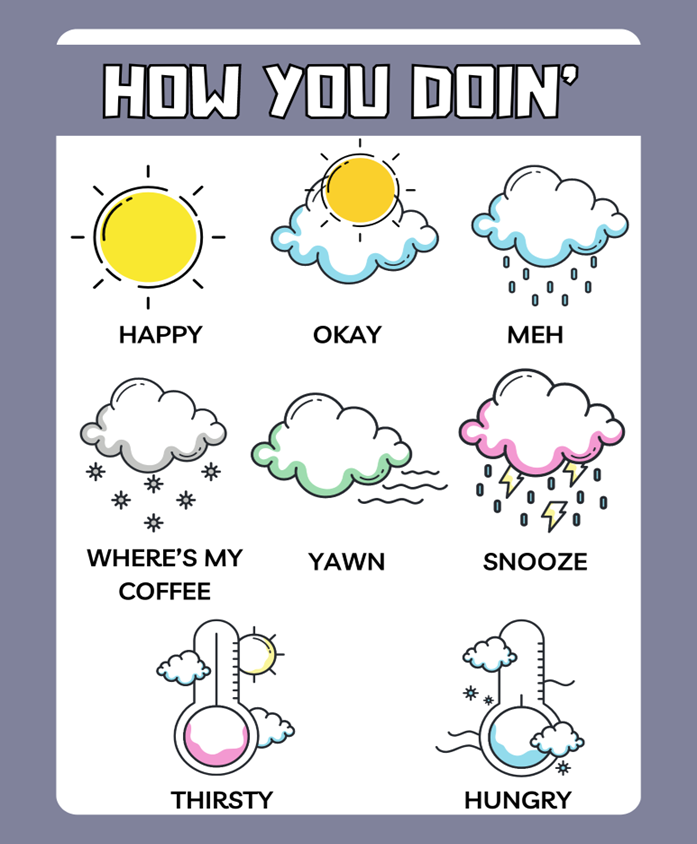 HOW YOU DOIN'
HAPPY
OKAY
MEH
WHERE'S MY
COFFEE
YAWN
SNOOZE
THIRSTY
HUNGRY